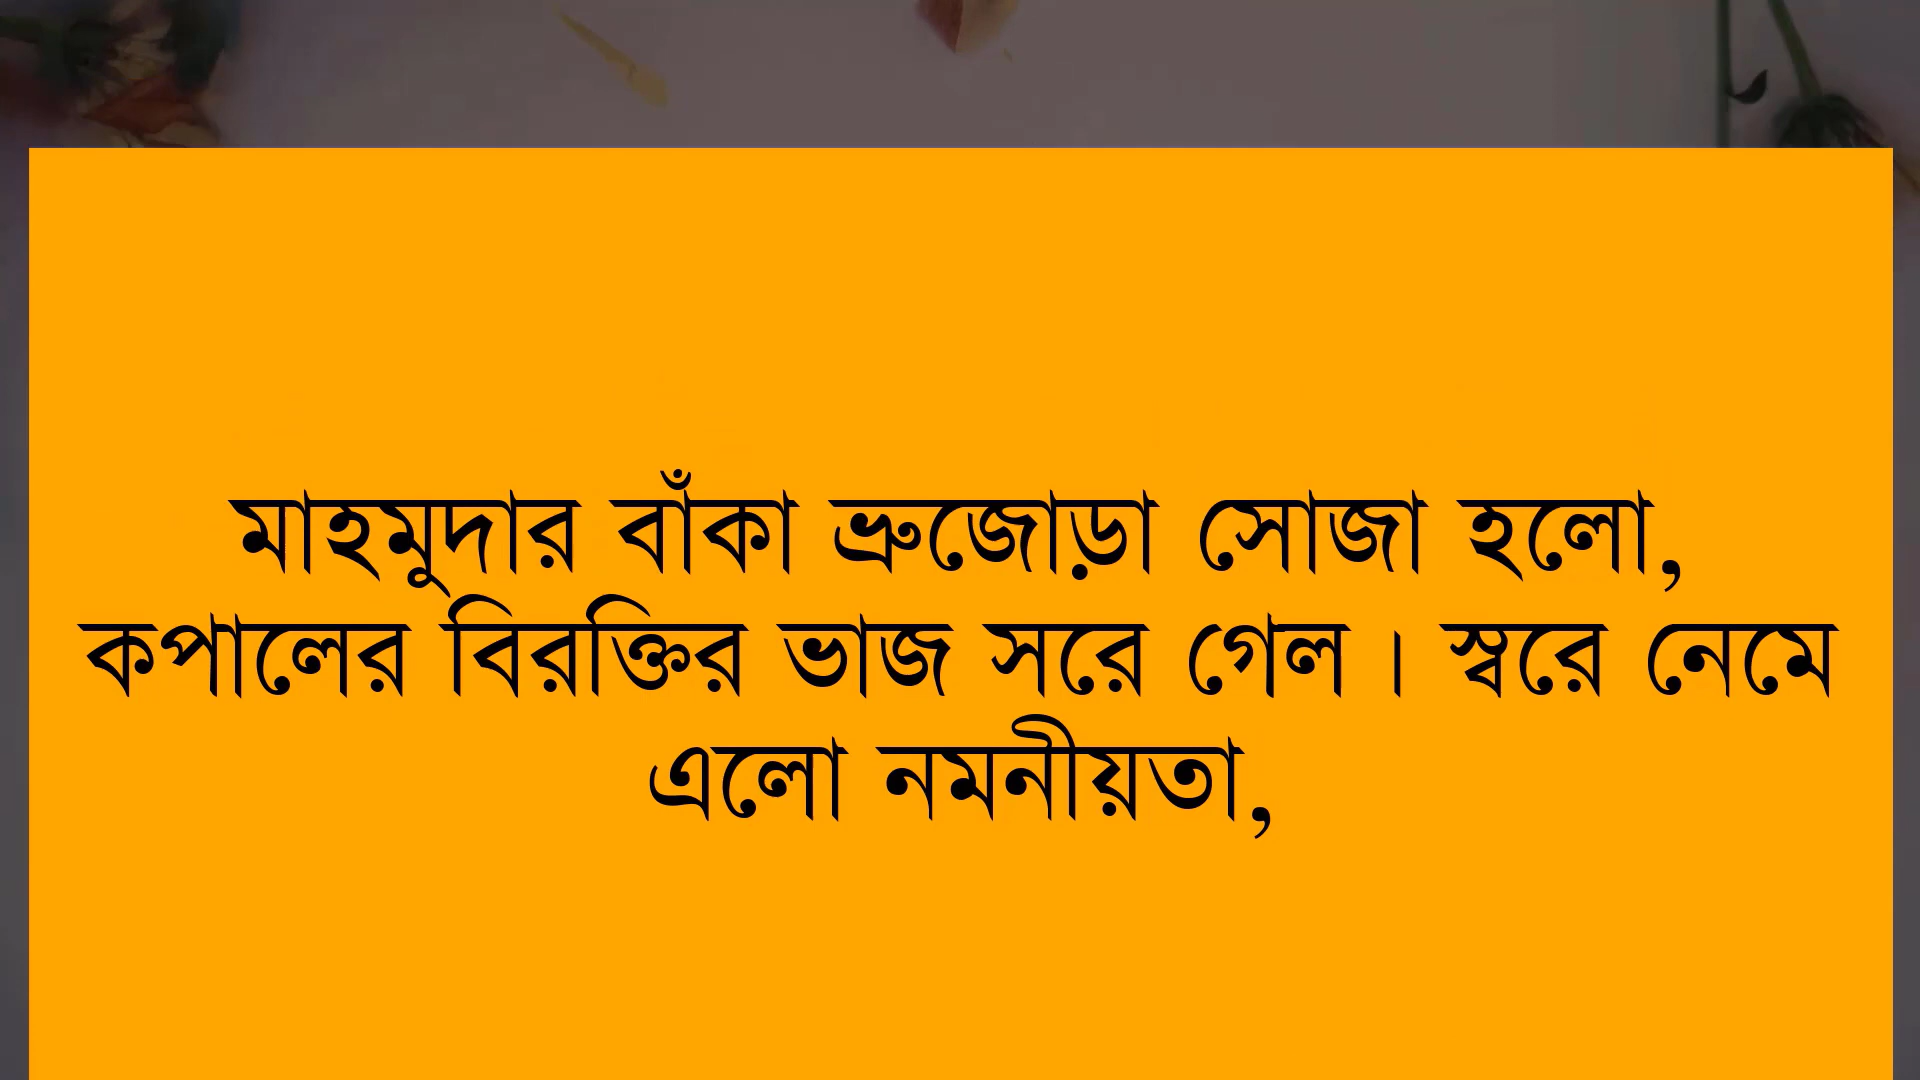 মাহমুদার বাঁকা ভ্রুজোড়া সোজা হলো,
কপালের বিরক্তির ভাজ সরে গেল। স্বরে নেমে
এলো নমনীয়তা,